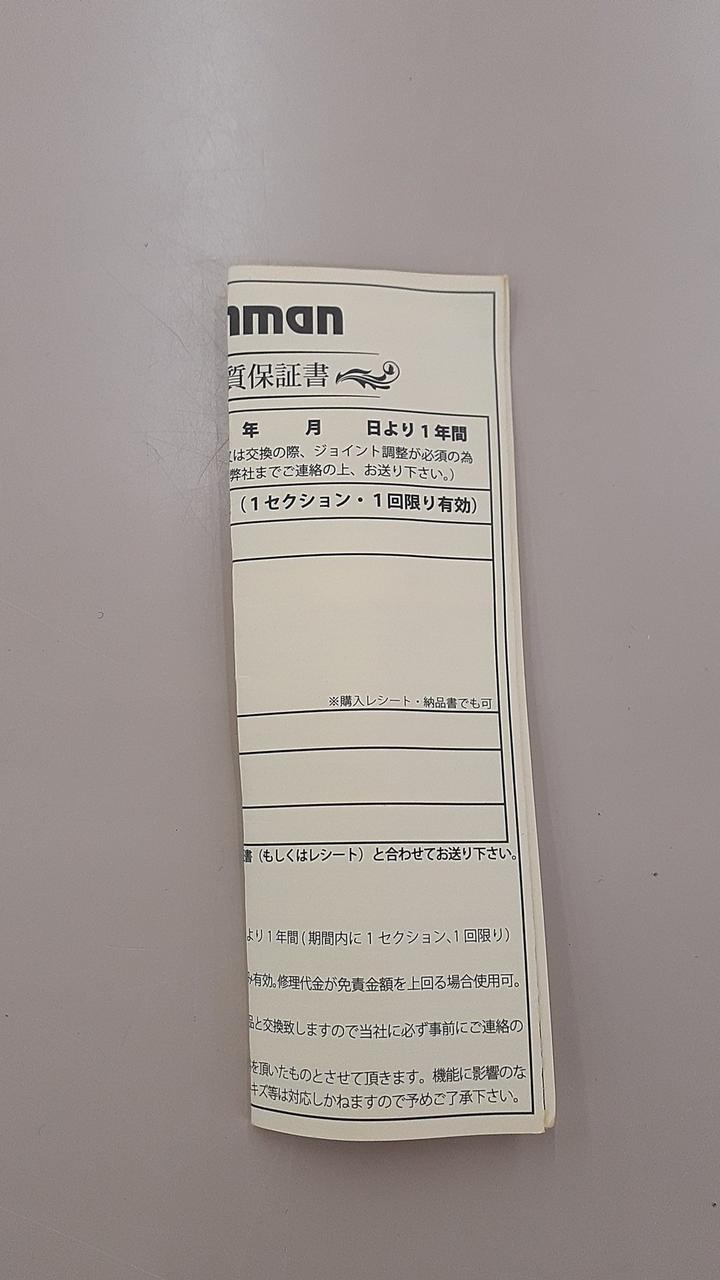 mman
質保証書
年 月 日より1年間
は交換の際、ジョイント調整が必須の為
弊社までご連絡の上、お送り下さい。）
（1セクション・1回限り有効）
※購入レシート・納品書でも可
書（もしくはレシート）と合わせてお送り下さい。
より1年間(期間内に1セクション、1回限り)
有効。修理代金が免責金額を上回る場合使用可。
品と交換致しますので当社に必ず事前にご連絡の
を頂いたものとさせて頂きます。機能に影響のな
キズ等は対応しかねますので予めご了承下さい。